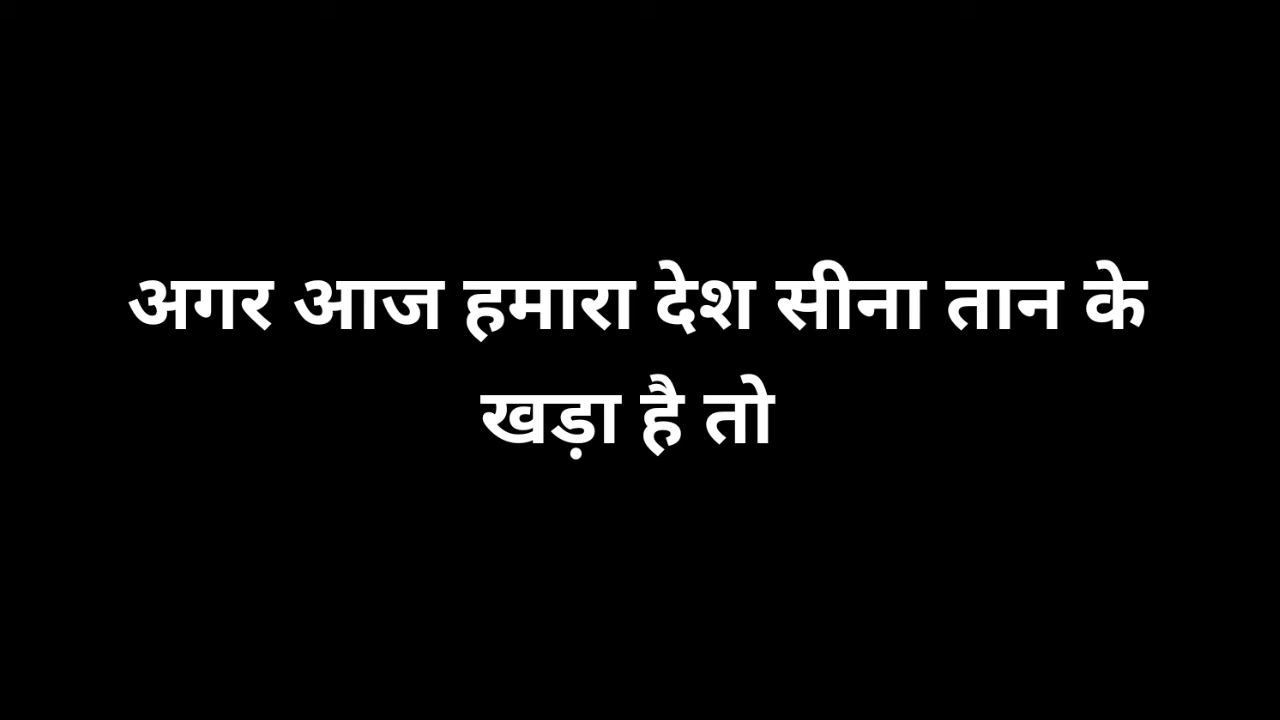 अगर आज हमारा देश सीना तान के
खड़ा है तो